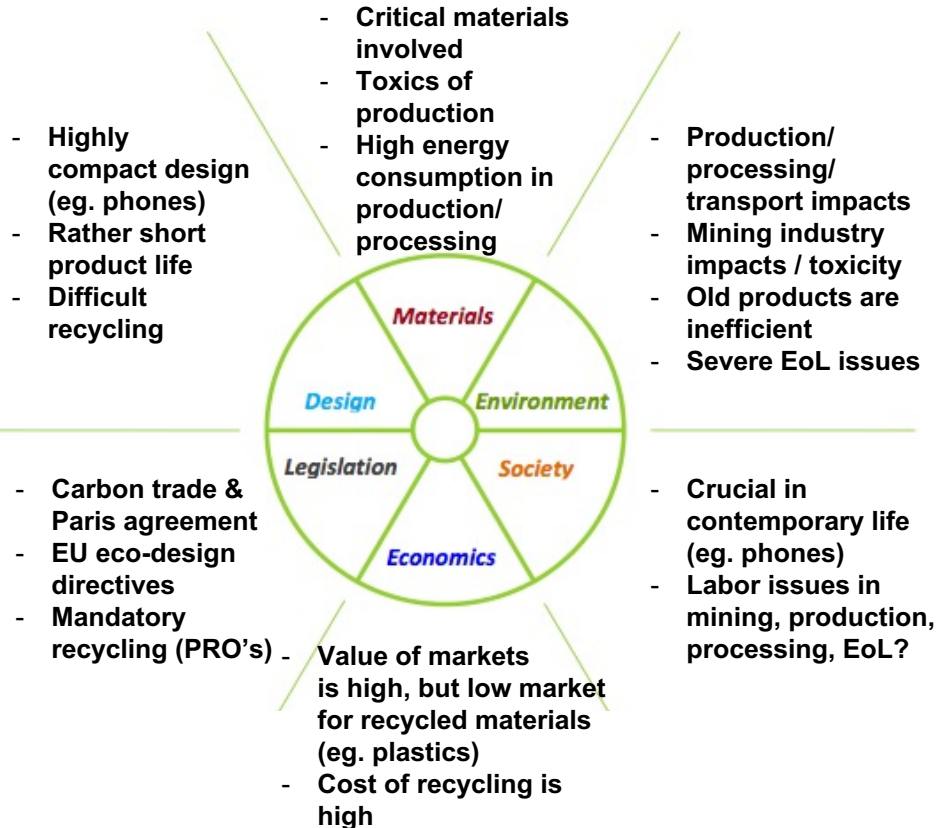 - Critical materials
involved
- Toxics of
production
- High energy
consumption in
production/
processing
- Highly
compact design
(eg. phones)
- Rather short
product life
- Difficult
recycling
- Production/
processing/
transport impacts
- Mining industry
impacts / toxicity
- Old products are
inefficient
- Severe EoL issues
Materials
Design
Environment
Legislation
Society
Economics
- Carbon trade &
Paris agreement
- EU eco-design
directives
- Mandatory
recycling (PRO's)
- Crucial in
contemporary life
(eg. phones)
- Labor issues in
mining, production,
processing, EoL?
- Value of markets
is high, but low market
for recycled materials
(eg. plastics)
- Cost of recycling is
high